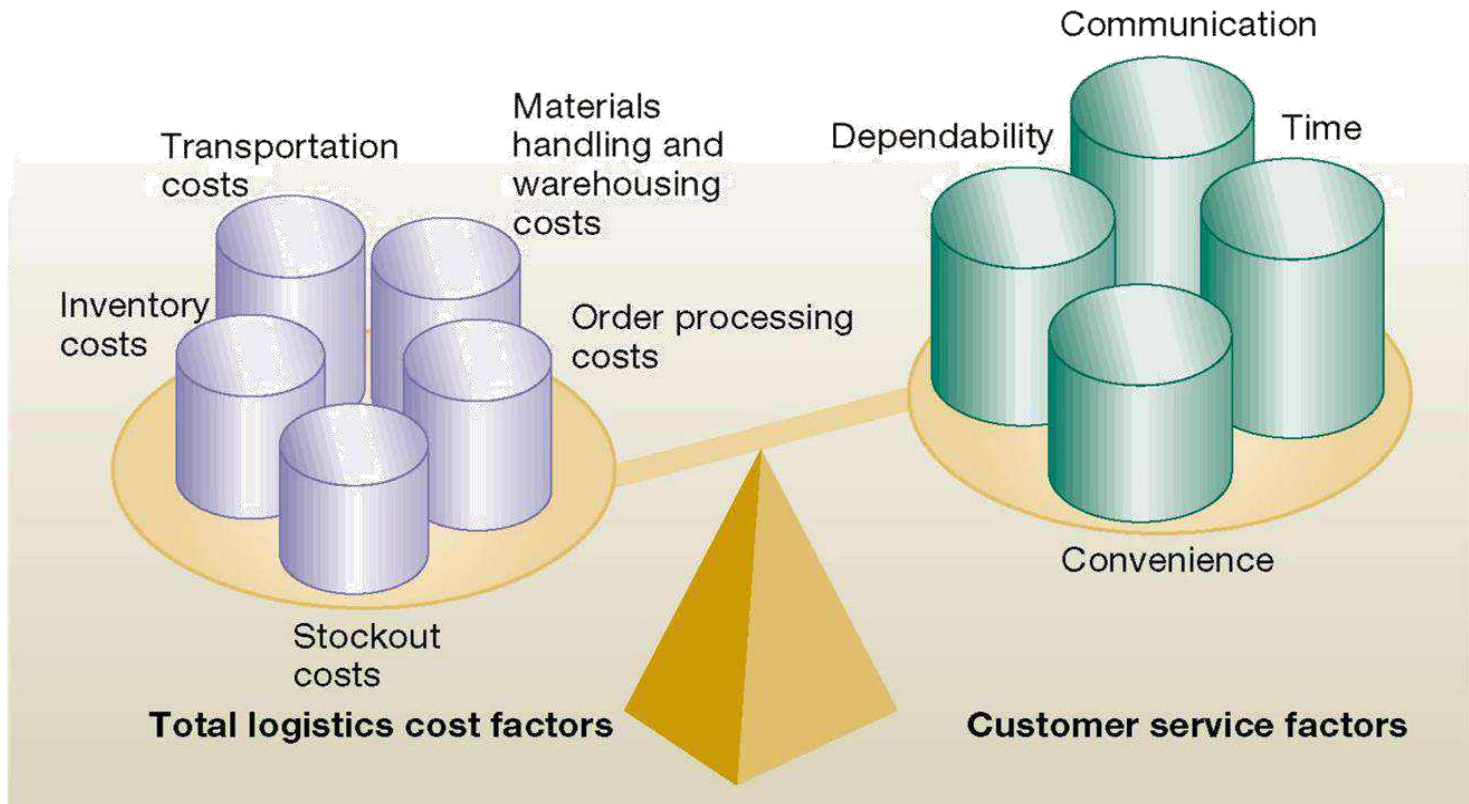 Communication
Materials
handling and
warehousing
costs
Transportation
costs
Dependability
Time
Inventory
costs
Order processing
costs
Convenience
Stockout
costs
Total logistics cost factors
Customer service factors